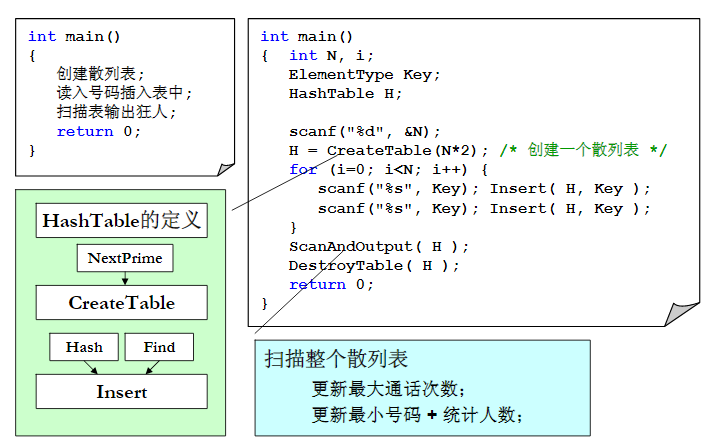 int main()
{
创建散列表;
读入号码插入表中;
扫描表输出狂人;
return 0;
}
int main()
{ int N, i;
ElementType Key;
HashTable H;
scanf("%d", &N);
H = CreateTable(N*2); /* 创建一个散列表 */
for (i=0; i<N; i++) {
scanf("%s", Key); Insert( H, Key );
scanf("%s", Key); Insert( H, Key );
}
ScanAndOutput( H );
DestroyTable( H );
return 0;
}
HashTable的定义
NextPrime
CreateTable
Hash
Find
Insert
扫描整个散列表
更新最大通话次数;
更新最小号码 + 统计人数;